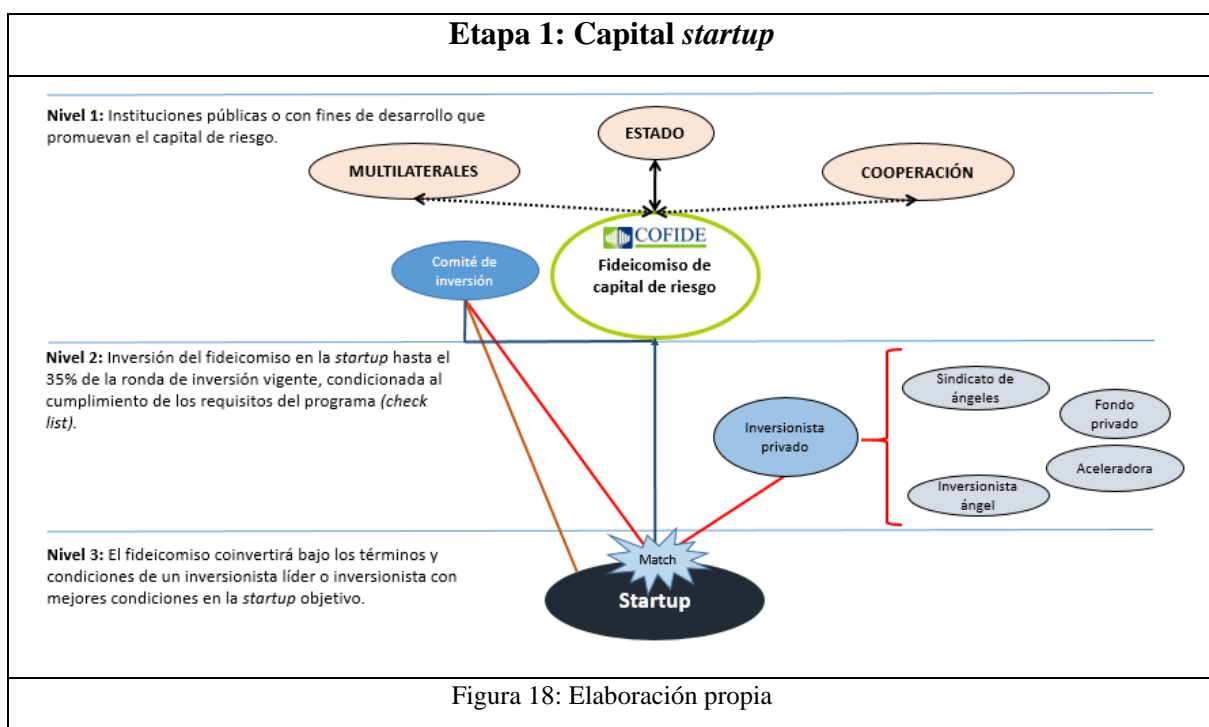 Etapa 1: Capital startup
Nivel 1: Instituciones públicas o con fines de desarrollo que
promuevan el capital de riesgo.
ESTADO
MULTILATERALES
COOPERACIÓN
COFIDE
Fideicomiso de
capital de riesgo
Comité de
inversión
Nivel 2: Inversión del fideicomiso en la startup hasta el
35% de la ronda de inversión vigente, condicionada al
cumplimiento de los requisitos del programa (check
list).
Inversionista
privado
Sindicato de
ángeles
Fondo
privado
Aceleradora
Inversionista
ángel
Nivel 3: El fideicomiso coinvertirá bajo los términos y
condiciones de un inversionista líder o inversionista con
mejores condiciones en la startup objetivo.
Match
Startup
Figura 18: Elaboración propia